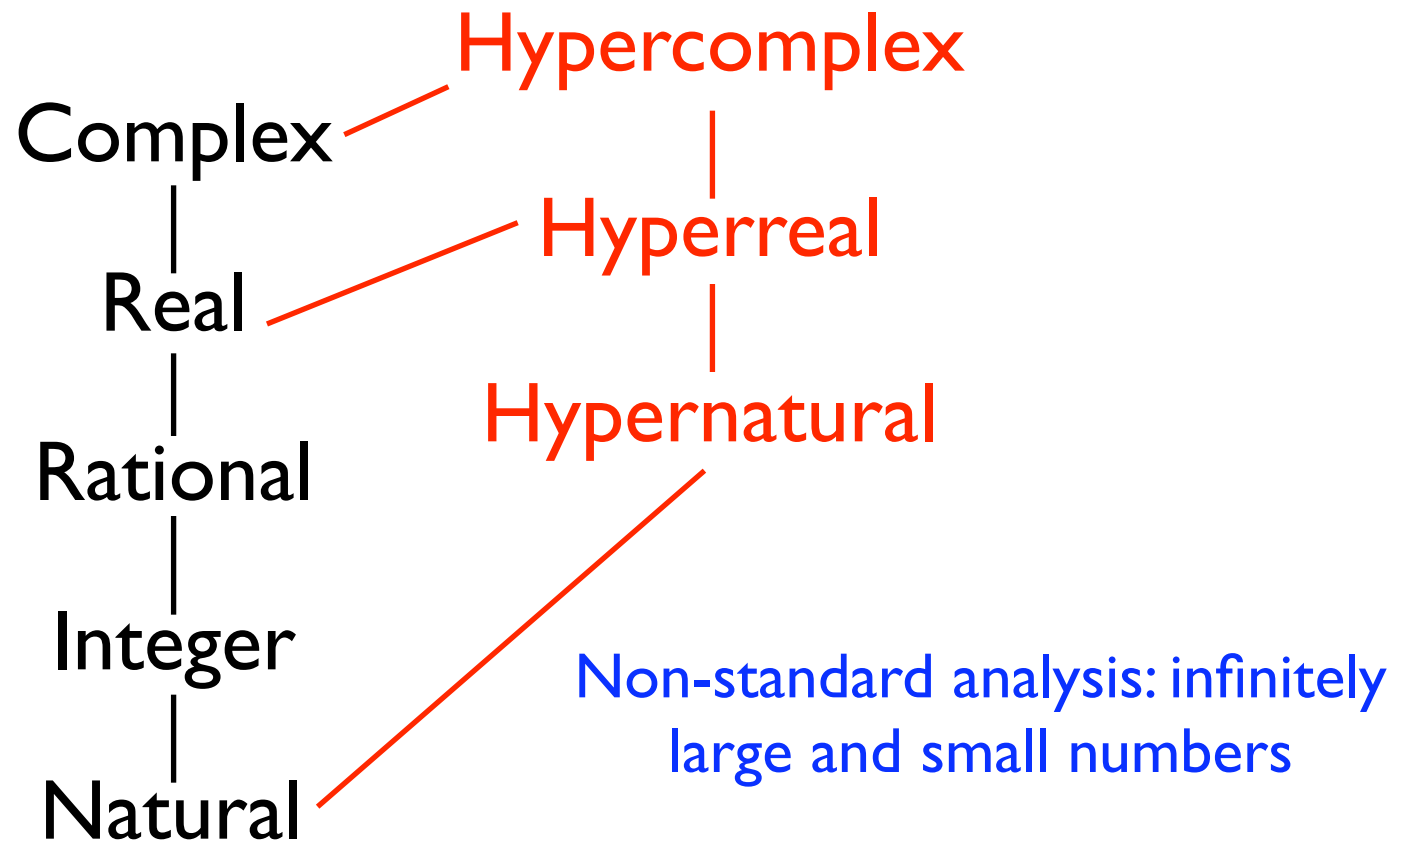 Hypercomplex
Complex
Hyperreal
Real
Hypernatural
Rational
Integer
Non-standard analysis: infinitely
large and small numbers
Natural